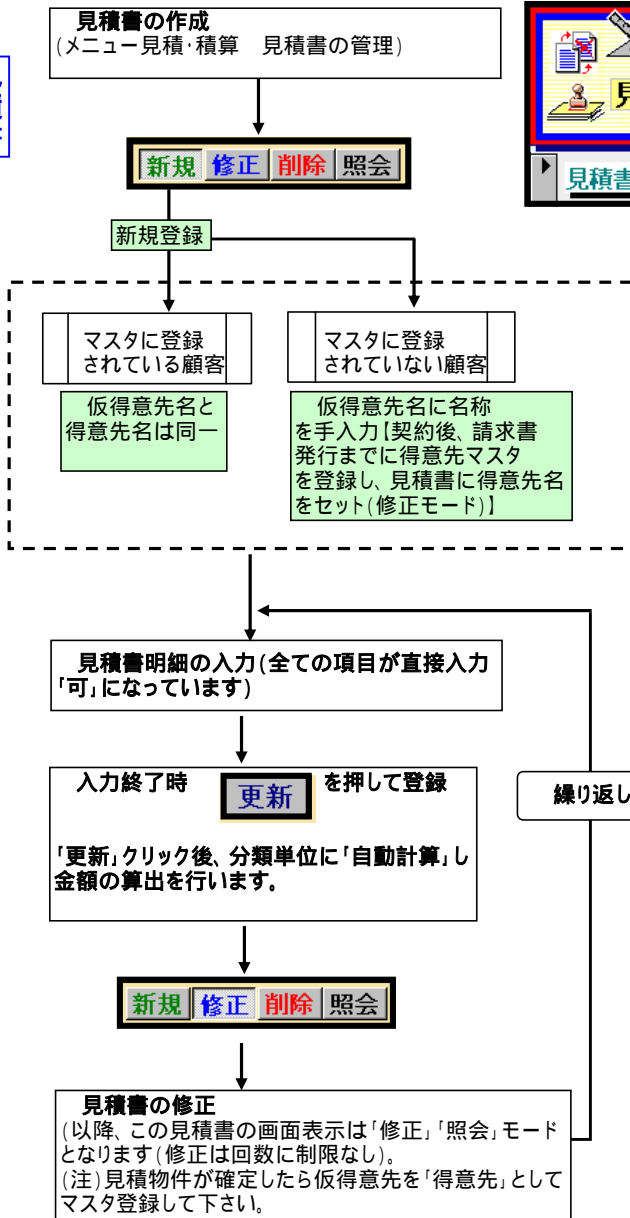 見積書の作成
(メニュー見積・積算　見積書の管理)
見積書
新規 修正 削除 照会
新規登録
マスタに登録
されている顧客
マスタに登録
されていない顧客
仮得意先名と
得意先名は同一
仮得意先名に名称
を手入力【契約後、請求書
発行までに得意先マスタ
を登録し、見積書に得意先名
をセット(修正モード)】
見積書明細の入力(全ての項目が直接入力
「可」になっています)
入力終了時　更新　を押して登録
「更新」クリック後、分類単位に「自動計算」し
金額の算出を行います。
繰り返し
新規 修正 削除 照会
見積書の修正
(以降、この見積書の画面表示は「修正」「照会」モード
となります(修正は回数に制限なし)。
(注)見積物件が確定したら仮得意先を「得意先」として
マスタ登録して下さい。